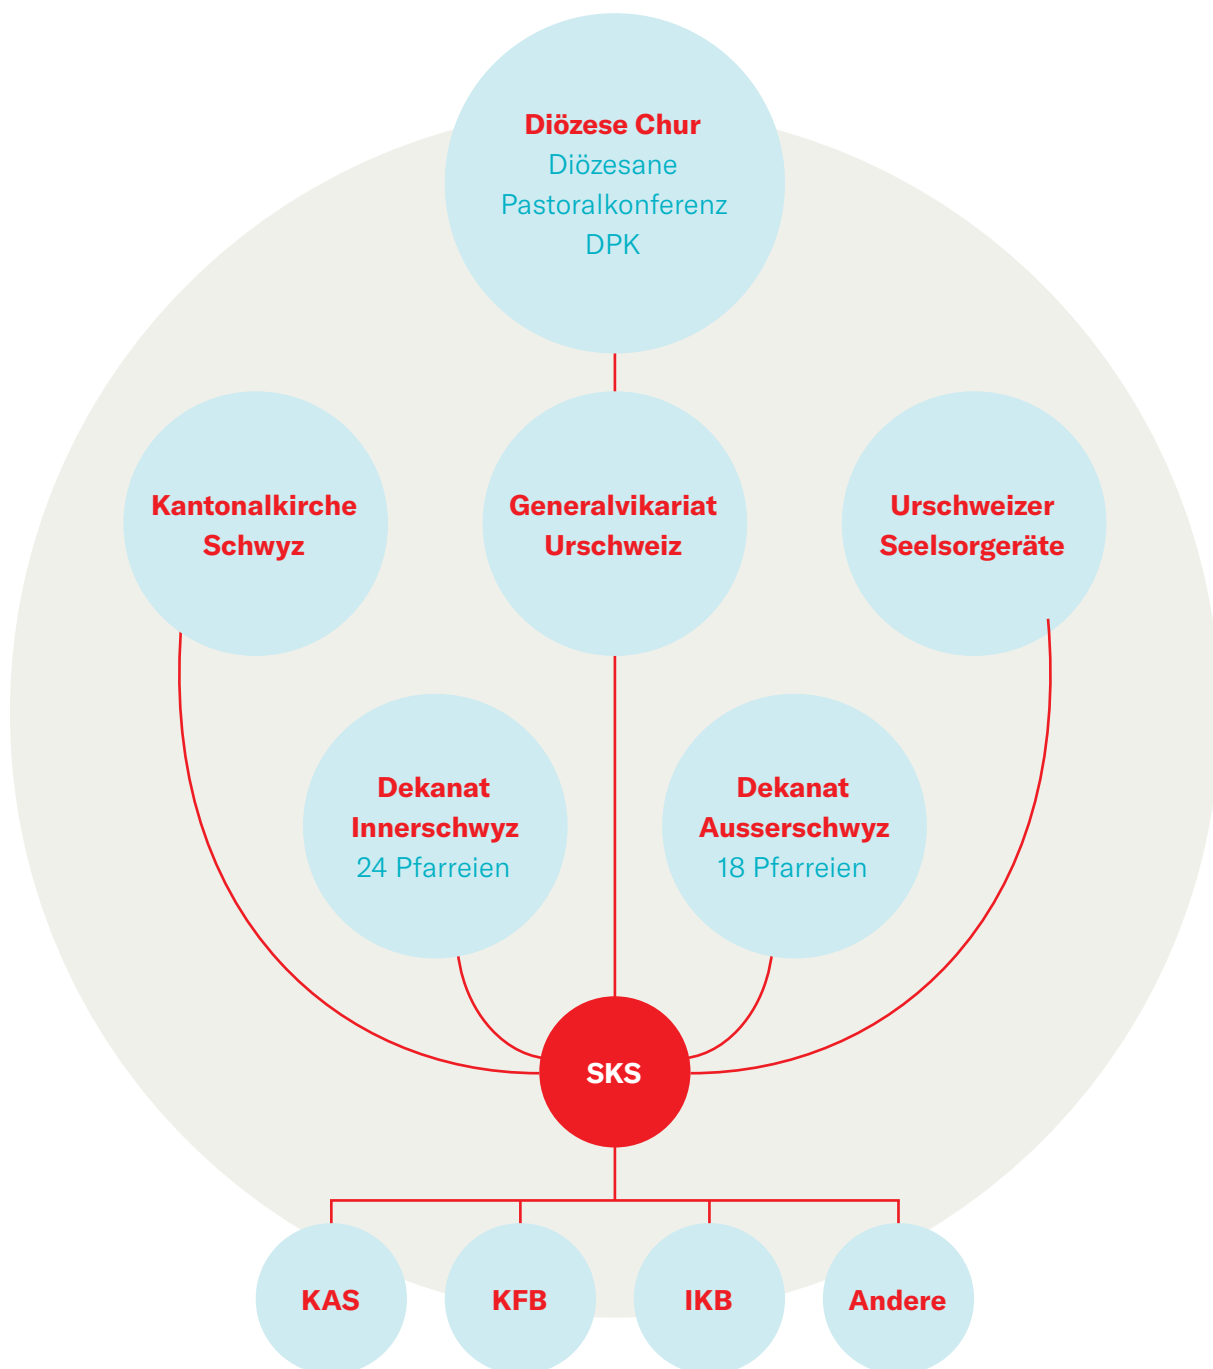 Diözese Chur
Diözesane
Pastoralkonferenz
DPK
Kantonalkirche
Schwyz
Generalvikariat
Urschweiz
Urschweizer
Seelsorgeräte
Dekanat
Innerschwyz
24 Pfarreien
Dekanat
Ausserschwyz
18 Pfarreien
SKS
KAS
KFB
IKB
Andere